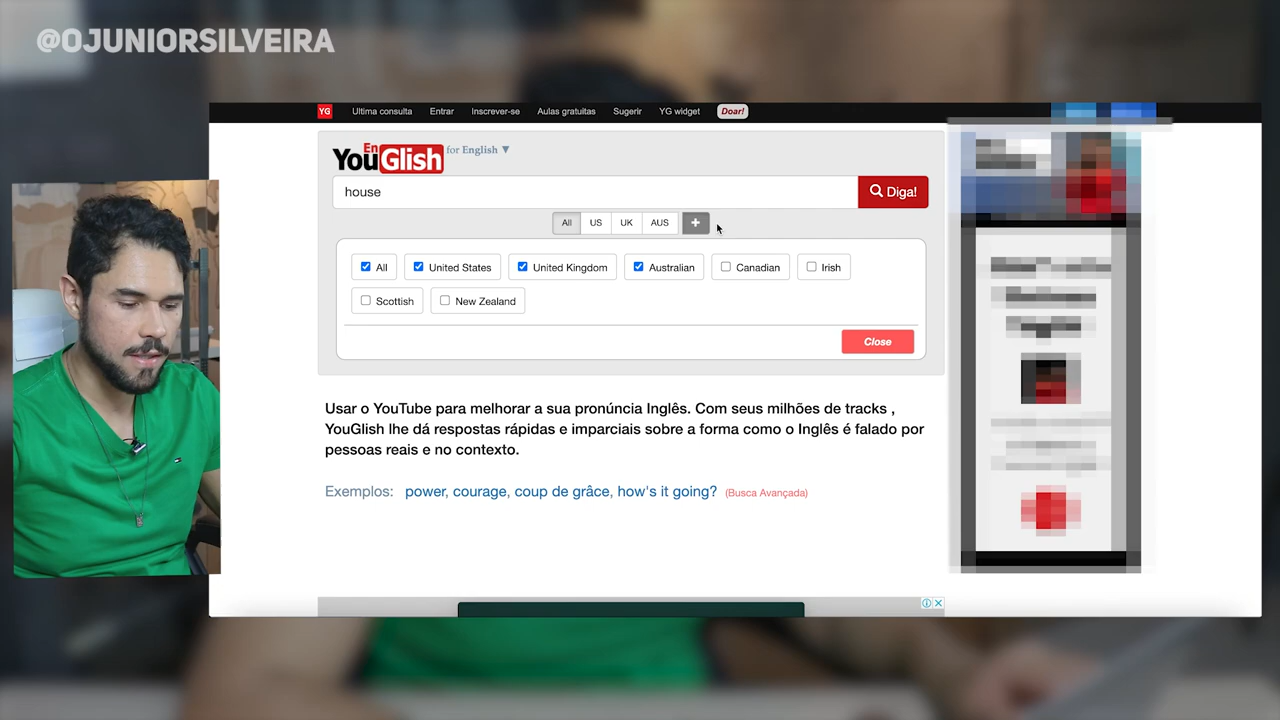 @OJUNIORSILVEIRA
YG Ultima consulta Entrar Inscrever-se Aulas gratuitas Sugerir YG widget Doar!
En
YouGlish for English ▼
house Diga!
All US UK AUS +
All United States United Kingdom Australian Canadian Irish
Scottish New Zealand
Close
Usar o YouTube para melhorar a sua pronúncia Inglês. Com seus milhões de tracks ,
YouGlish lhe dá respostas rápidas e imparciais sobre a forma como o Inglês é falado por
pessoas reais e no contexto.
Exemplos: power, courage, coup de grâce, how's it going? (Busca Avançada)